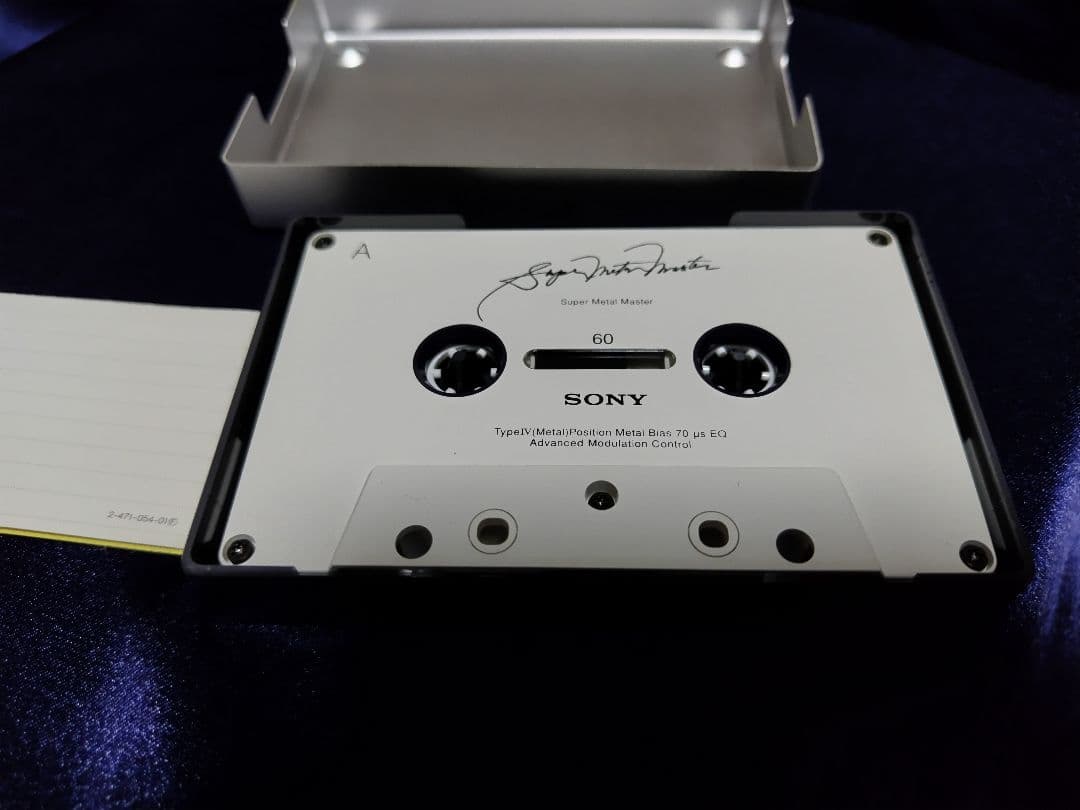 A
Super Metal Master
Super Metal Master
60
SONY
TypeⅣ(Metal)Position Metal Bias 70 µs EQ
Advanced Modulation Control
2-471-054-01Ⓕ